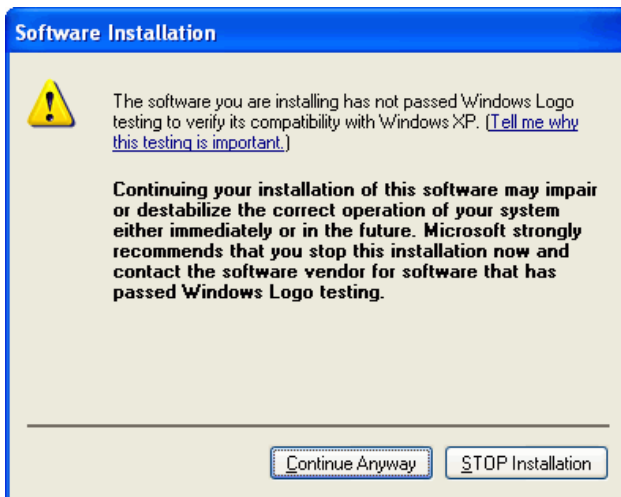 Software Installation
The software you are installing has not passed Windows Logo
testing to verify its compatibility with Windows XP. (Tell me why
this testing is important.)
Continuing your installation of this software may impair
or destabilize the correct operation of your system
either immediately or in the future. Microsoft strongly
recommends that you stop this installation now and
contact the software vendor for software that has
passed Windows Logo testing.
Continue Anyway
STOP Installation